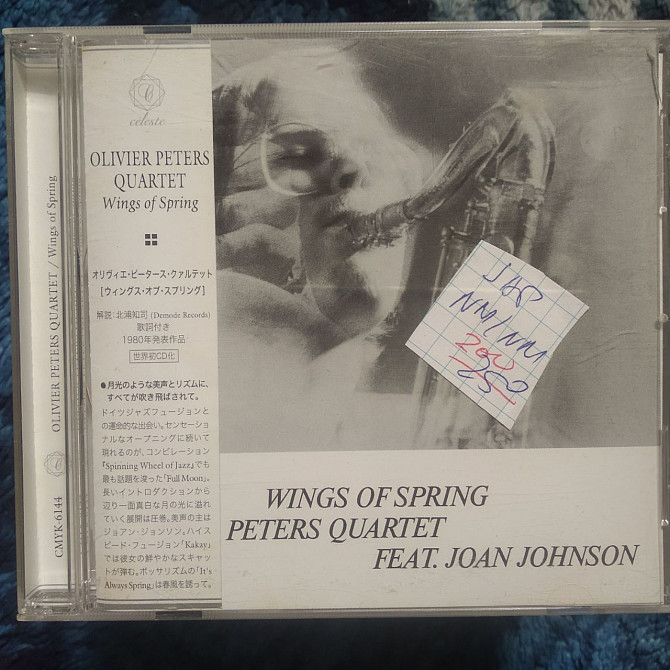 OLIVIER PETERS QUARTET / Wings of Spring
CMYK-6144
celeste
OLIVIER PETERS
QUARTET
Wings of Spring
オリヴィエ・ピータース・クァルテット
[ウィングス・オブ・スプリング]
解説:北浦知司 (Demode Records)
歌詞付き
1980年発表作品
世界初CD化
●月光のような美声とリズムに、
すべてが吹き飛ばされて。
ドイツジャズフュージョンと
の運命的な出会い。センセーシ
ョナルなオープニングに続いて
現れるのが、コンピレーション
『Spinning Wheel of Jazz』でも
最も話題を湊った「Full Moon」。
長いイントロダクションから
辺り一面真白な月の光に溢れ
ていく展開は圧巻。美声の主は
ジョアン・ジョンソン。ハイス
ピード・フュージョン「Kakay」
では彼女の鮮やかなスキャッ
トが弾む。ボッサリズムの「It's
Always Spring」は春風を誘って。
JAP
NM/NM
200
250
WINGS OF SPRING
PETERS QUARTET
FEAT. JOAN JOHNSON